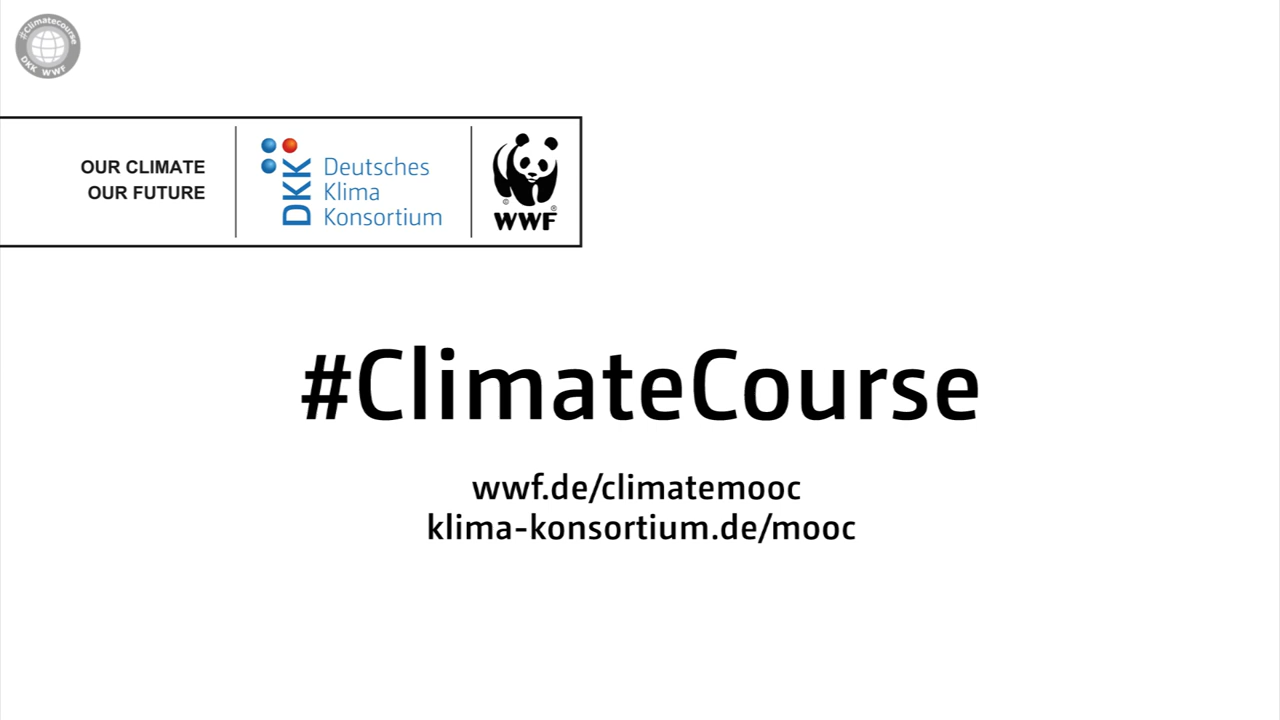 #Climatecourse
DKK WWF
OUR CLIMATE
OUR FUTURE
DKK
Deutsches
Klima
Konsortium
© ®
WWF
#ClimateCourse
wwf.de/climatemooc
klima-konsortium.de/mooc